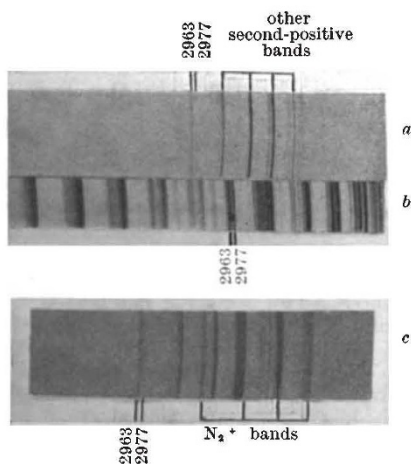 other
second-positive
bands
2963
2977
a
b
2963
2977
c
2963
2977
N₂⁺ bands